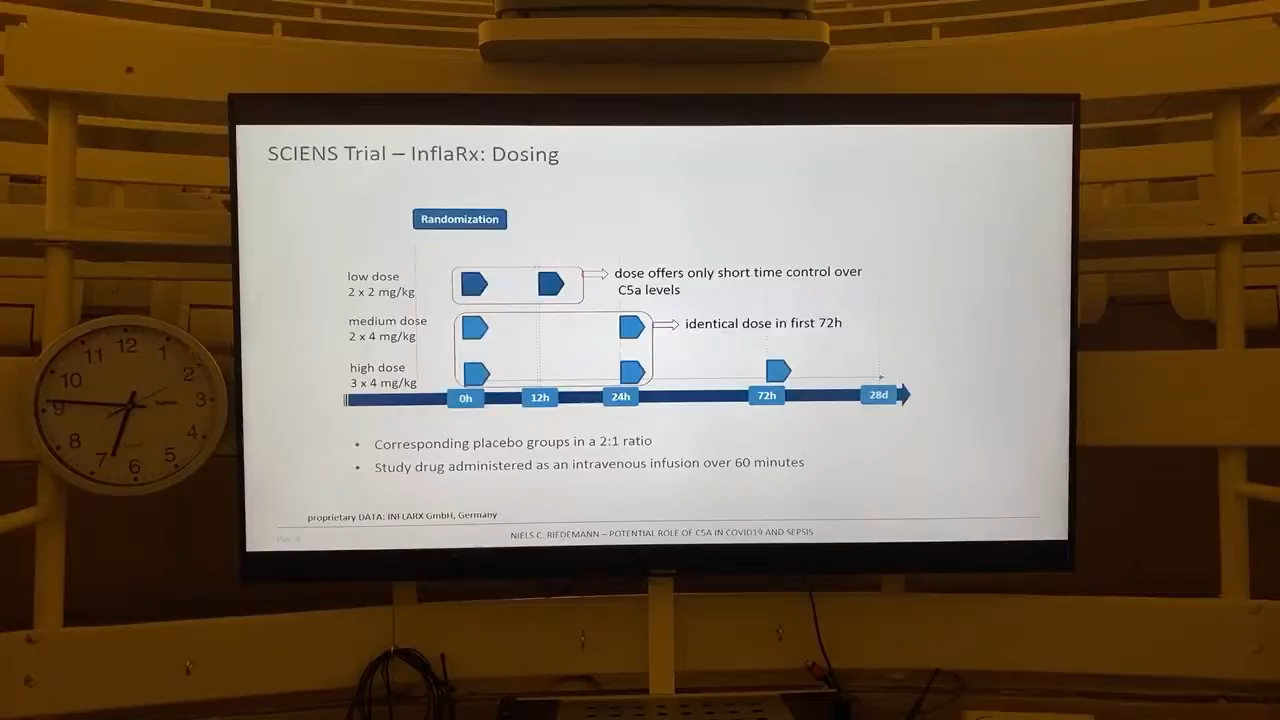 SCIENS Trial – InflaRx: Dosing
Randomization
low dose
2 x 2 mg/kg
dose offers only short time control over
C5a levels
medium dose
2 x 4 mg/kg
identical dose in first 72h
high dose
3 x 4 mg/kg
0h
12h
24h
72h
28d
• Corresponding placebo groups in a 2:1 ratio
• Study drug administered as an intravenous infusion over 60 minutes
proprietary DATA: INFLARX GmbH, Germany
NIELS C. RIEDEMANN – POTENTIAL ROLE OF C5A IN COVID19 AND SEPSIS
12
1
2
3
4
5
6
7
8
9
10
11